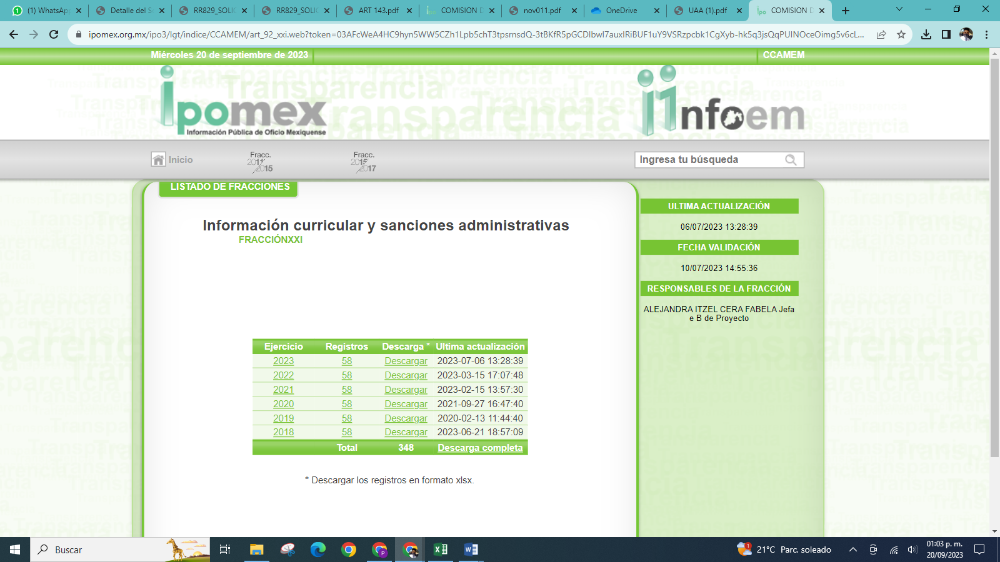 (1) WhatsAp
Detalle del S
RR829_SOLIC
RR829_SOLIC
ART 143.pdf
COMISION D
nov011.pdf
OneDrive
UAA (1).pdf
COMISION D
ipomex.org.mx/ipo3/lgt/indice/CCAMEM/art_92_xxi.web?token=03AFcWeA4HC9hyn5WW5CZh1Lpb5chT3tpsrnsdQ-3tBKfR5pGCDIbwI7auxIRiBUF1uY9VSRzpcbk1CgXyb-hk5q3jsQqPUINOceOimg5v6cL...
Miércoles 20 de septiembre de 2023
CCAMEM
ipomex
Información Pública de Oficio Mexiquense
infoem
Inicio
Fracc. 2011/2015
Fracc. 2015/2017
Ingresa tu búsqueda
LISTADO DE FRACCIONES
Información curricular y sanciones administrativas
FRACCIÓNXXI
Ejercicio Registros Descarga * Ultima actualización
2023 58 Descargar 2023-07-06 13:28:39
2022 58 Descargar 2023-03-15 17:07:48
2021 58 Descargar 2023-02-15 13:57:30
2020 58 Descargar 2021-09-27 16:47:40
2019 58 Descargar 2020-02-13 11:44:40
2018 58 Descargar 2023-06-21 18:57:09
Total 348 Descarga completa
* Descargar los registros en formato xlsx.
ULTIMA ACTUALIZACIÓN
06/07/2023 13:28:39
FECHA VALIDACIÓN
10/07/2023 14:55:36
RESPONSABLES DE LA FRACCIÓN
ALEJANDRA ITZEL CERA FABELA Jefa
e B de Proyecto
Buscar
21°C Parc. soleado
01:03 p. m.
20/09/2023